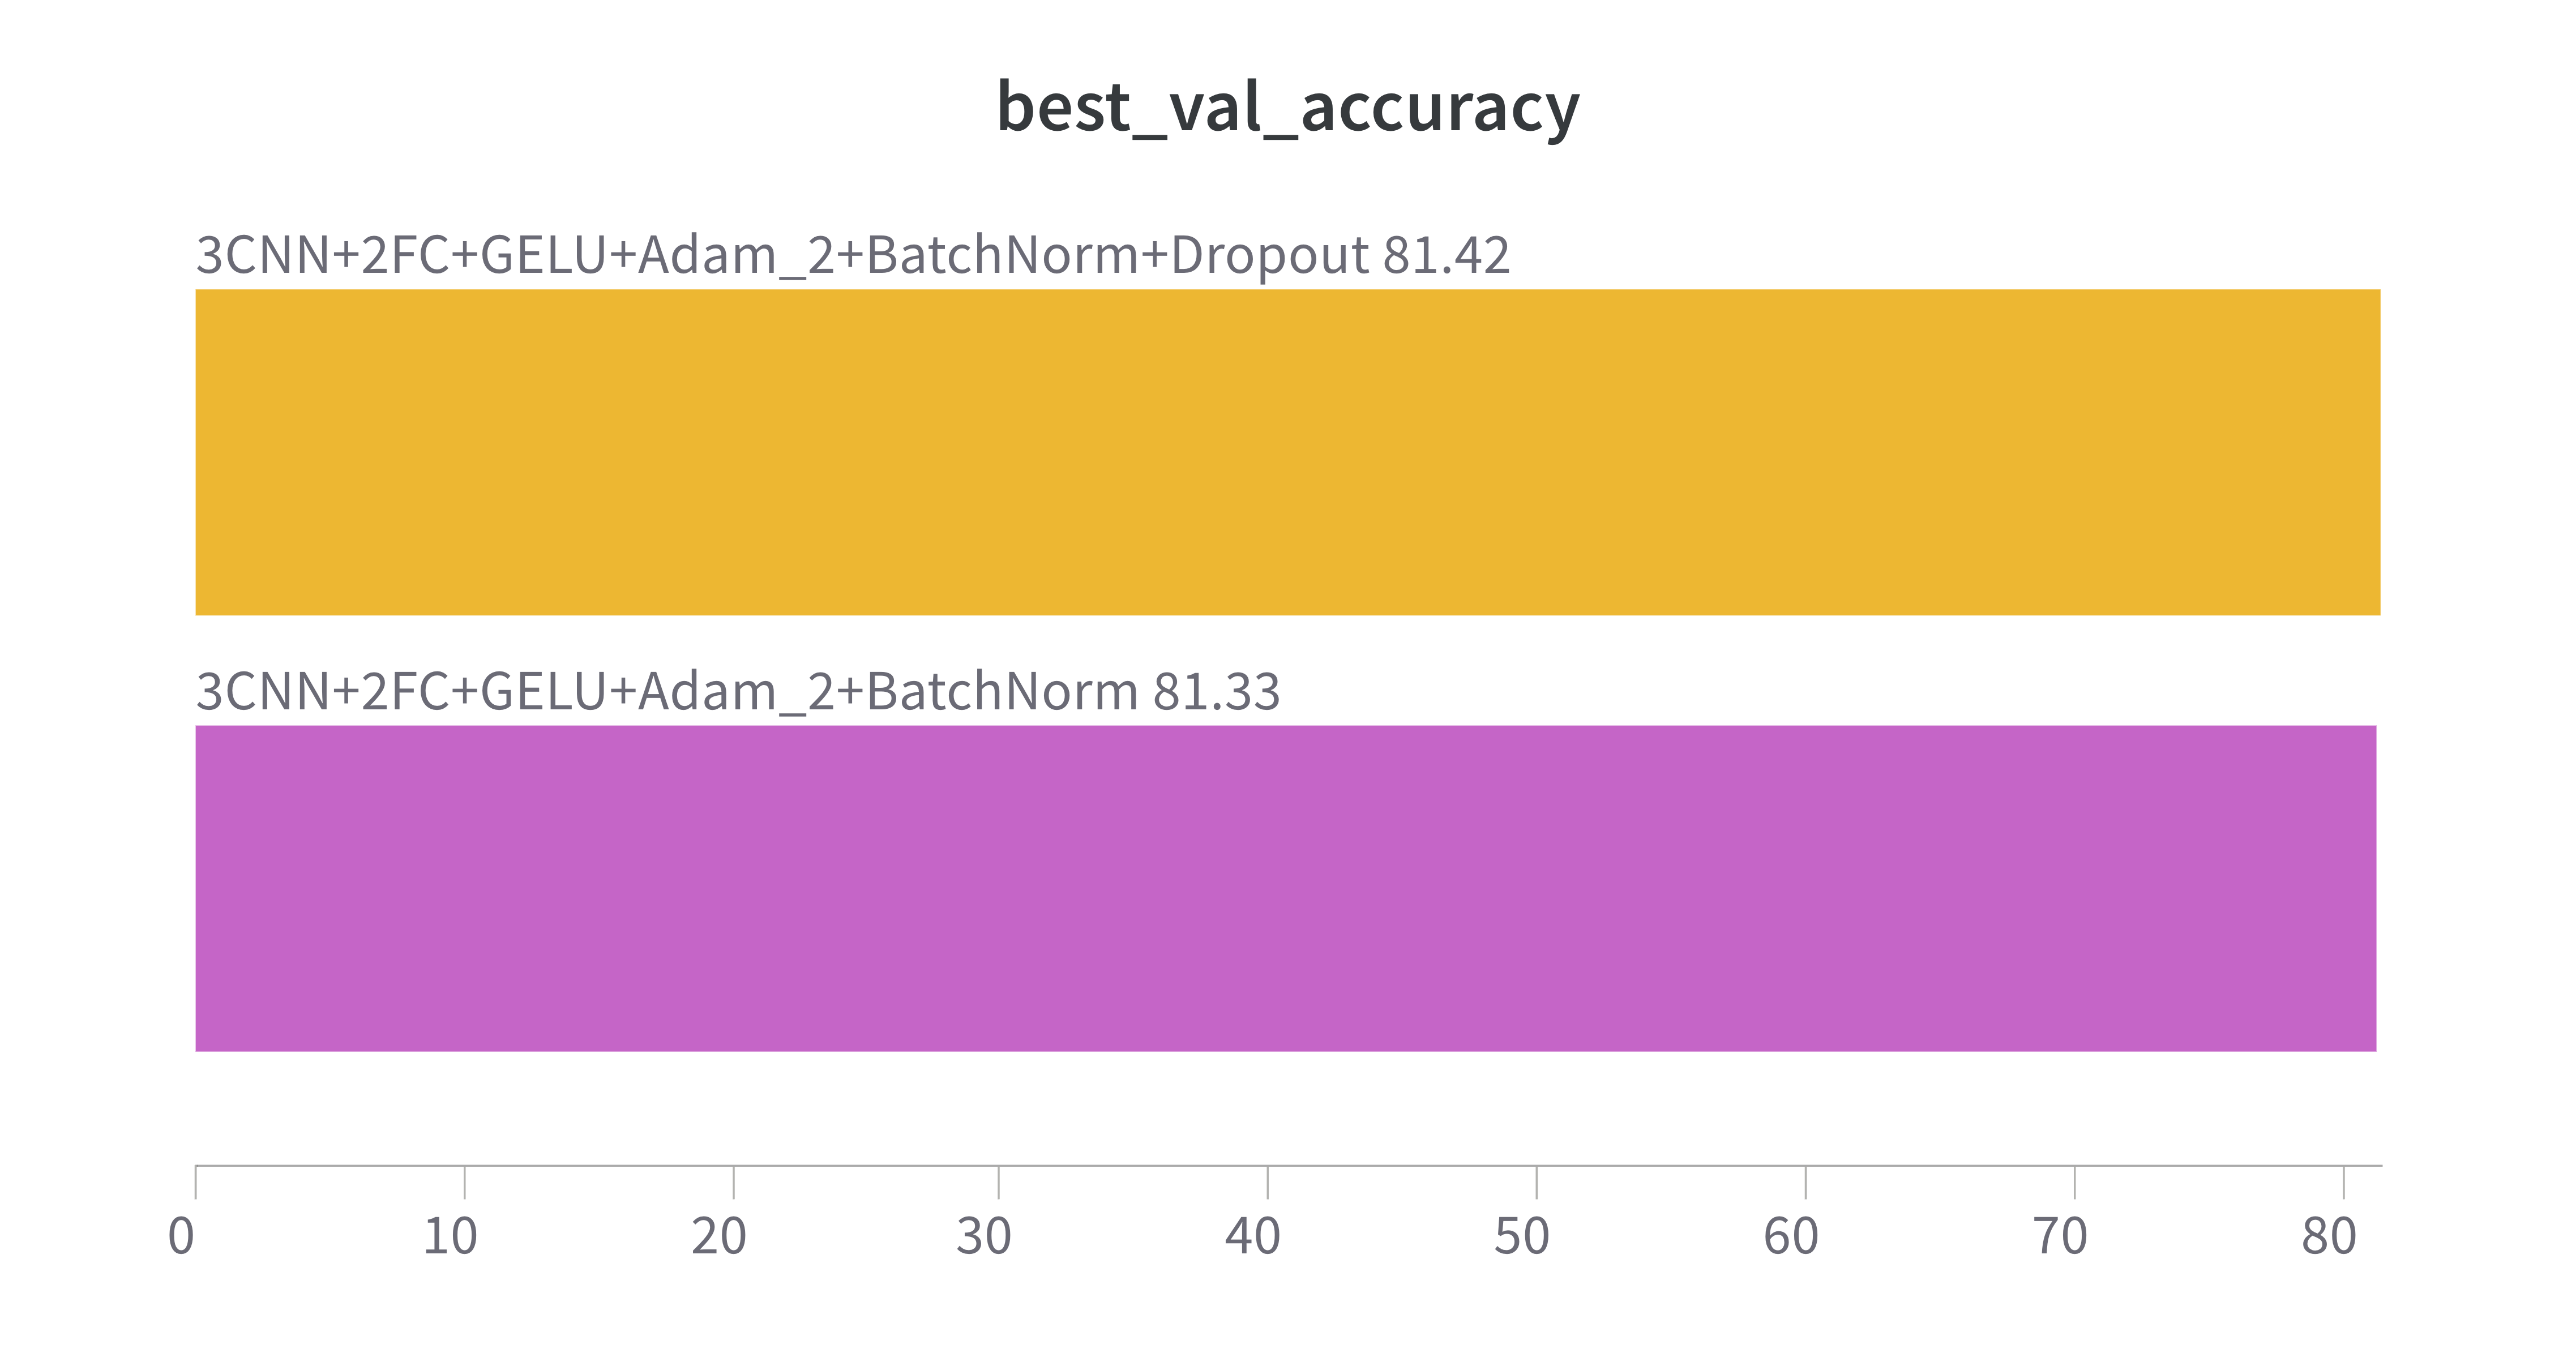 best_val_accuracy
3CNN+2FC+GELU+Adam_2+BatchNorm+Dropout 81.42
3CNN+2FC+GELU+Adam_2+BatchNorm 81.33
0 10 20 30 40 50 60 70 80